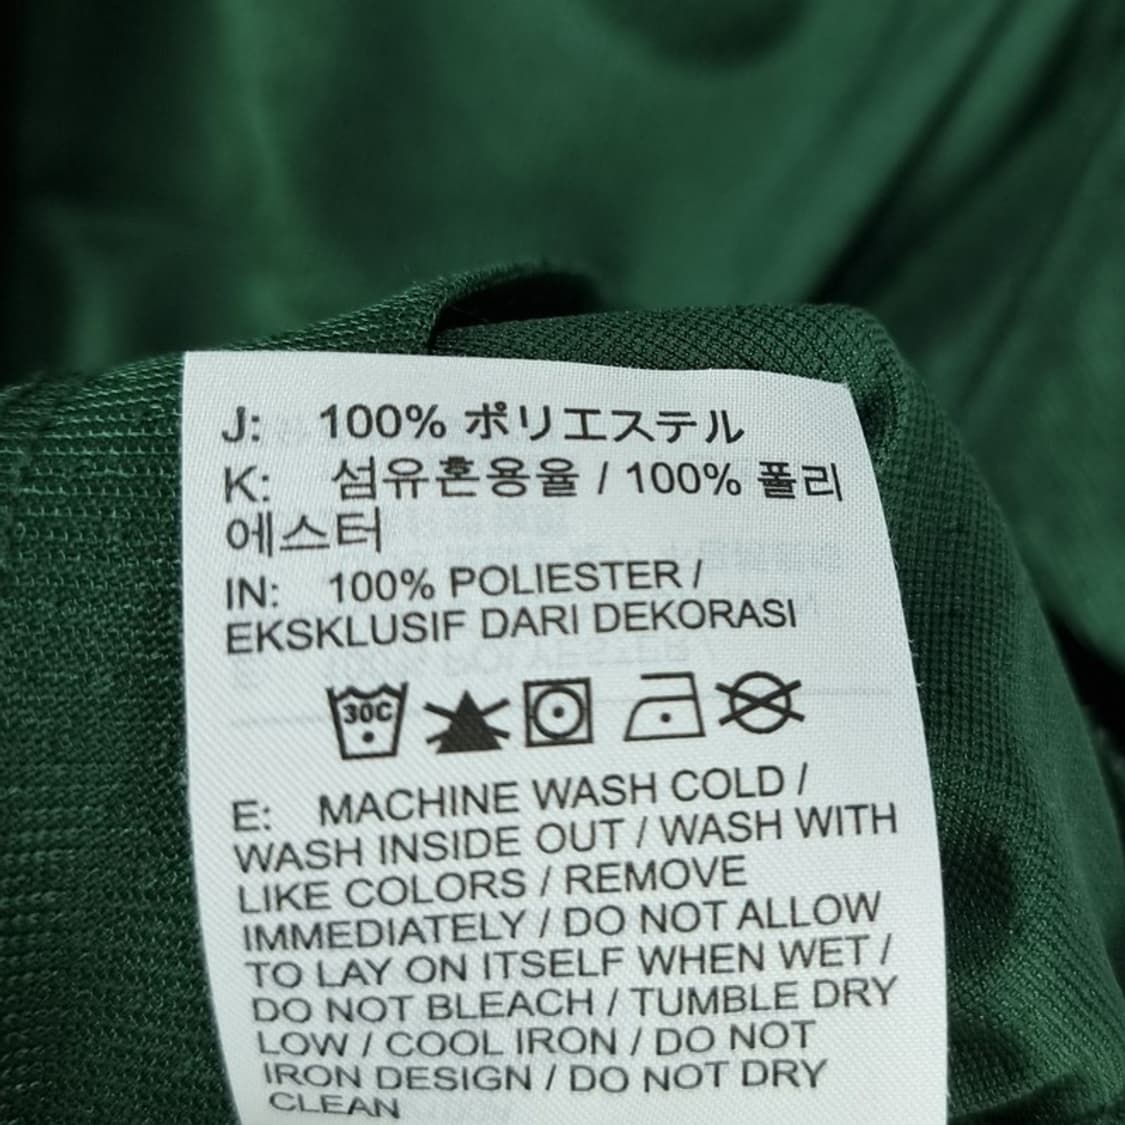 J: 100% ポリエステル
K: 섬유혼용율 / 100% 폴리
에스터
IN: 100% POLIESTER /
EKSKLUSIF DARI DEKORASI
30C
E: MACHINE WASH COLD /
WASH INSIDE OUT / WASH WITH
LIKE COLORS / REMOVE
IMMEDIATELY / DO NOT ALLOW
TO LAY ON ITSELF WHEN WET /
DO NOT BLEACH / TUMBLE DRY
LOW / COOL IRON / DO NOT
IRON DESIGN / DO NOT DRY
CLEAN